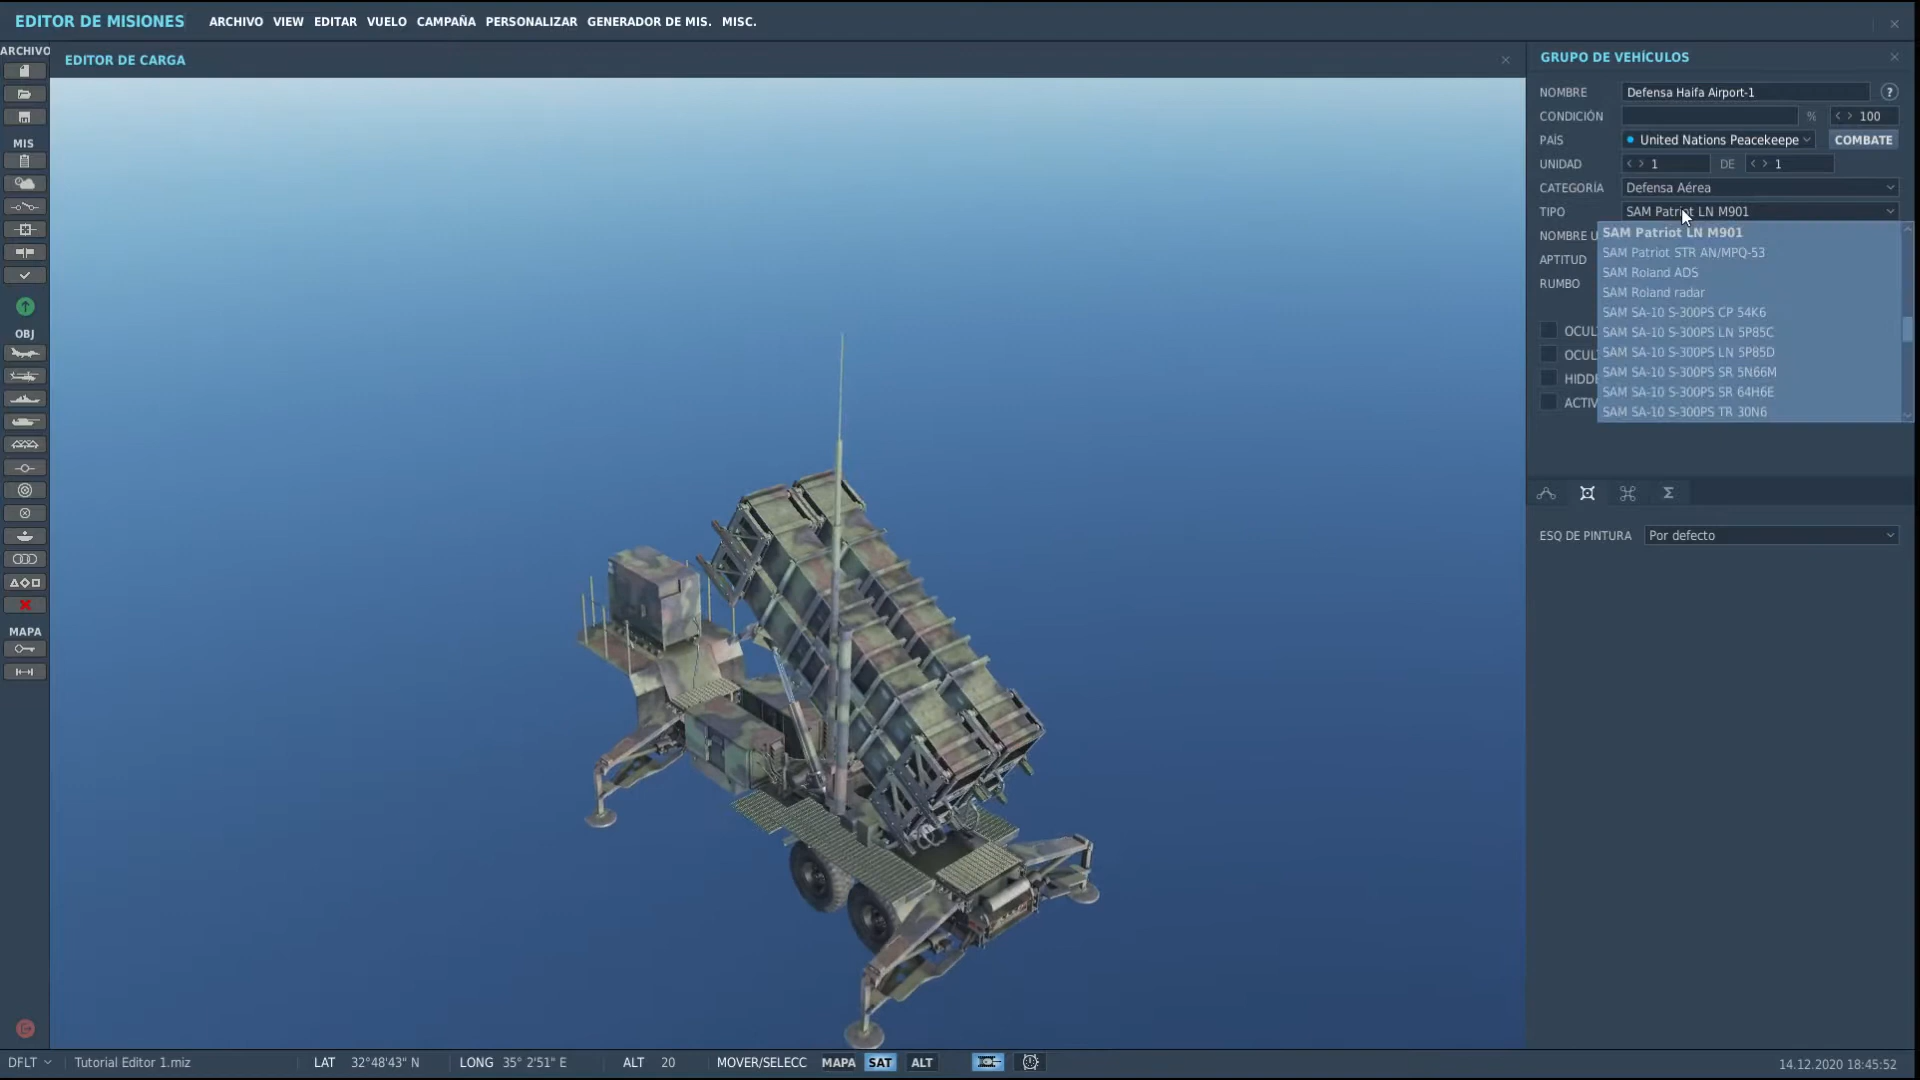 EDITOR DE MISIONES
ARCHIVO VIEW EDITAR VUELO CAMPAÑA PERSONALIZAR GENERADOR DE MIS. MISC.
ARCHIVO
MIS
OBJ
MAPA
EDITOR DE CARGA
GRUPO DE VEHÍCULOS
NOMBRE Defensa Haifa Airport-1 ?
CONDICIÓN % < > 100
PAÍS United Nations Peacekeepe COMBATE
UNIDAD < > 1 DE < > 1
CATEGORÍA Defensa Aérea
TIPO SAM Patriot LN M901
NOMBRE U
APTITUD
RUMBO
OCUL
OCUL
HIDDE
ACTIV
SAM Patriot LN M901
SAM Patriot STR AN/MPQ-53
SAM Roland ADS
SAM Roland radar
SAM SA-10 S-300PS CP 54K6
SAM SA-10 S-300PS LN 5P85C
SAM SA-10 S-300PS LN 5P85D
SAM SA-10 S-300PS SR 5N66M
SAM SA-10 S-300PS SR 64H6E
SAM SA-10 S-300PS TR 30N6
ESQ DE PINTURA Por defecto
DFLT Tutorial Editor 1.miz LAT 32°48'43" N LONG 35° 2'51" E ALT 20 MOVER/SELECC MAPA SAT ALT 14.12.2020 18:45:52